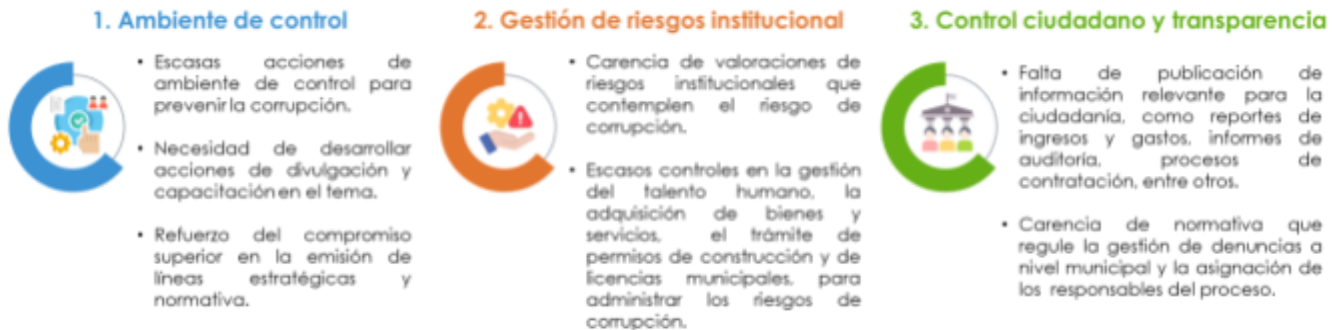 1. Ambiente de control
• Escasas acciones de
ambiente de control para
prevenir la corrupción.
• Necesidad de desarrollar
acciones de divulgación y
capacitación en el tema.
• Refuerzo del compromiso
superior en la emisión de
líneas estratégicas y
normativa.
2. Gestión de riesgos institucional
• Carencia de valoraciones de
riesgos institucionales que
contemplen el riesgo de
corrupción.
• Escasos controles en la gestión
del talento humano, la
adquisición de bienes y
servicios, el trámite de
permisos de construcción y de
licencias municipales, para
administrar los riesgos de
corrupción.
3. Control ciudadano y transparencia
• Falta de publicación de
información relevante para la
ciudadanía, como reportes de
ingresos y gastos, informes de
auditoría, procesos de
contratación, entre otros.
• Carencia de normativa que
regule la gestión de denuncias a
nivel municipal y la asignación de
los responsables del proceso.